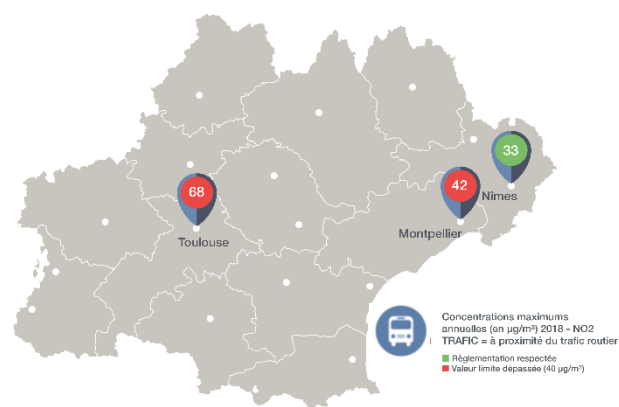 33
68
42
Nîmes
Montpellier
Toulouse
Concentrations maximums
annuelles (en µg/m³) 2018 - NO2
TRAFIC = à proximité du trafic routier
Règlementation respectée
Valeur limite dépassée (40 µg/m³)